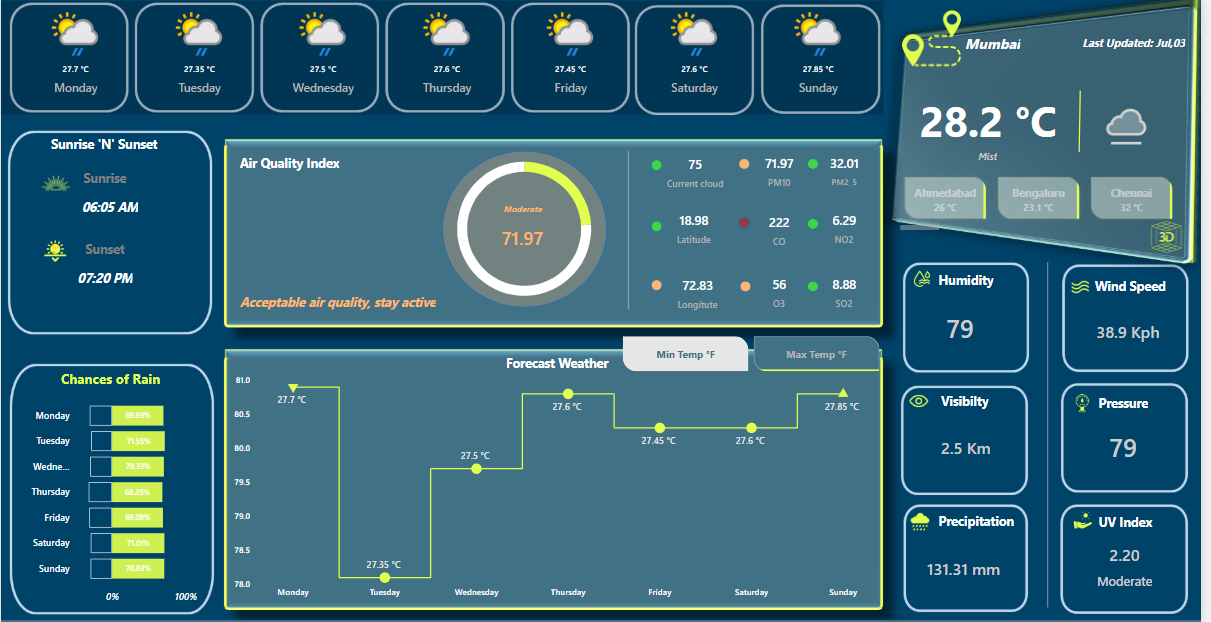 27.7 °C
Monday
27.35 °C
Tuesday
27.5 °C
Wednesday
27.6 °C
Thursday
27.45 °C
Friday
27.6 °C
Saturday
27.85 °C
Sunday
Mumbai
Last Updated: Jul,03
28.2 °C
Mist
Ahmedabad
26 °C
Bengaluru
23.1 °C
Chennai
32 °C
3D
Sunrise 'N' Sunset
Sunrise
06:05 AM
Sunset
07:20 PM
Air Quality Index
Moderate
71.97
Acceptable air quality, stay active
75
Current cloud
71.97
PM10
32.01
PM2_5
18.98
Latitude
222
CO
6.29
NO2
72.83
Longitute
56
O3
8.88
SO2
Humidity
79
Wind Speed
38.9 Kph
Visibilty
2.5 Km
Pressure
79
Precipitation
131.31 mm
UV Index
2.20
Moderate
Chances of Rain
Monday 69.69%
Tuesday 71.55%
Wedne... 70.33%
Thursday 68.25%
Friday 69.08%
Saturday 71.01%
Sunday 70.83%
0% 100%
Forecast Weather
Min Temp °F
Max Temp °F
81.0
80.5
80.0
79.5
79.0
78.5
78.0
27.7 °C
27.35 °C
27.5 °C
27.6 °C
27.45 °C
27.6 °C
27.85 °C
Monday Tuesday Wednesday Thursday Friday Saturday Sunday